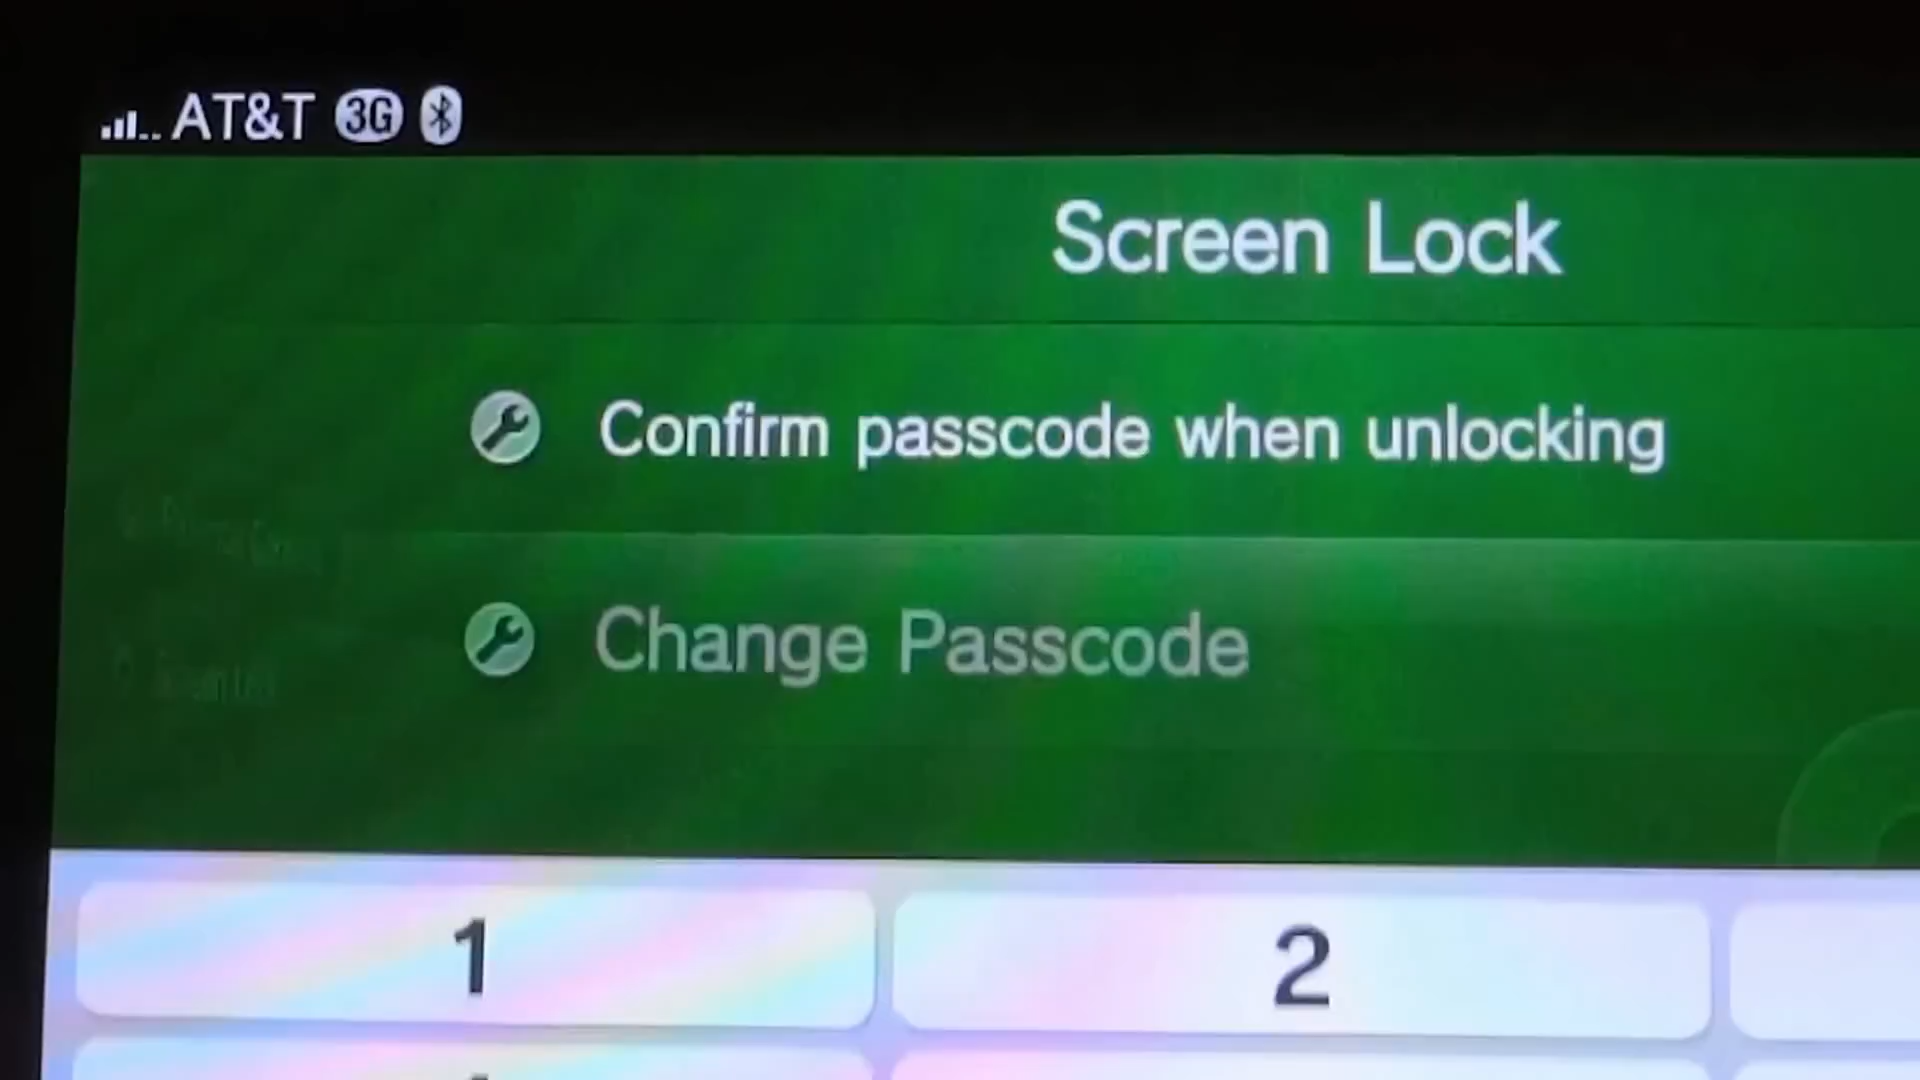 AT&T 3G
Screen Lock
Confirm passcode when unlocking
Change Passcode
1 2